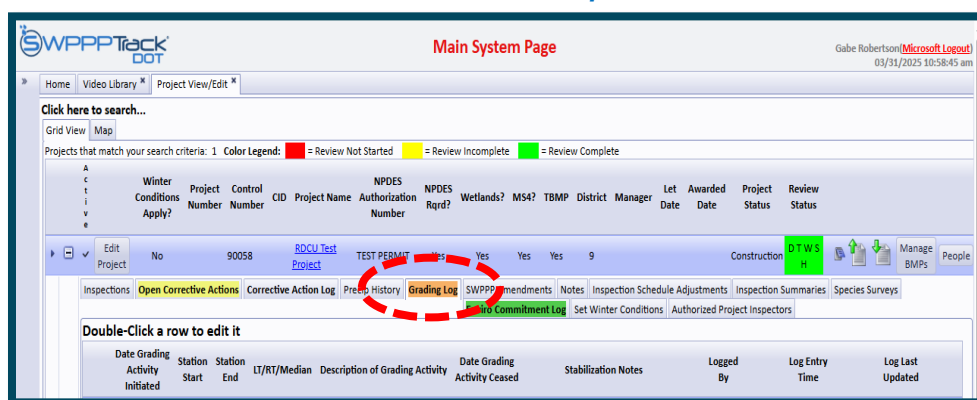 SWPPPTrack
DOT
Main System Page
Gabe Robertson(Microsoft Logout)
03/31/2025 10:58:45 am
»
Home Video Library x Project View/Edit x
Click here to search...
Grid View Map
Projects that match your search criteria: 1 Color Legend: = Review Not Started = Review Incomplete = Review Complete
Active Winter Conditions Apply? Project Number Control Number CID Project Name NPDES Authorization Number NPDES Rqrd? Wetlands? MS4? TBMP District Manager Let Date Awarded Date Project Status Review Status
Edit Project No 90058 RDCU Test Project TEST PERMIT Yes Yes Yes Yes 9 Construction D T W S H Manage BMPs People
Inspections Open Corrective Actions Corrective Action Log Precip History Grading Log SWPPP Amendments Notes Inspection Schedule Adjustments Inspection Summaries Species Surveys
Enviro Commitment Log Set Winter Conditions Authorized Project Inspectors
Double-Click a row to edit it
Date Grading Activity Initiated Station Start Station End LT/RT/Median Description of Grading Activity Date Grading Activity Ceased Stabilization Notes Logged By Log Entry Time Log Last Updated